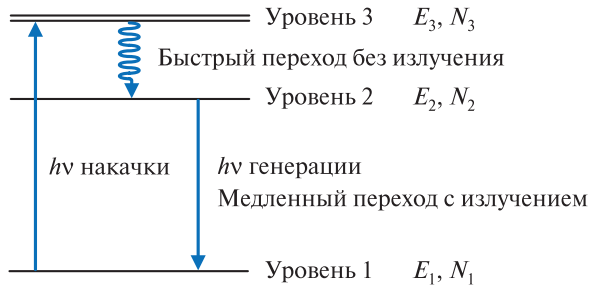 Уровень 3 E₃, N₃
Быстрый переход без излучения
Уровень 2 E₂, N₂
hν накачки
hν генерации
Медленный переход с излучением
Уровень 1 E₁, N₁